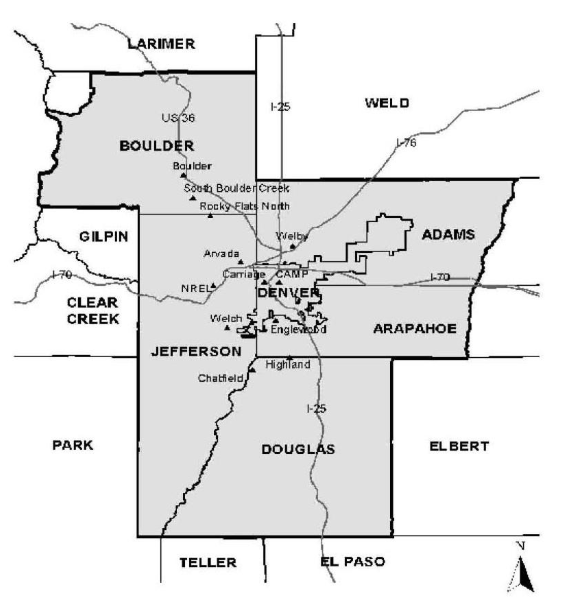 LARIMER
I-25
WELD
US 36
I-76
BOULDER
Boulder
South Boulder Creek
Rocky Flats North
GILPIN
Welby
ADAMS
Arvada
I-70
Carriage
CAMP
I-70
NREL
DENVER
CLEAR
CREEK
Welch
Englewood
ARAPAHOE
JEFFERSON
Highland
Chatfield
I-25
PARK
DOUGLAS
ELBERT
N
TELLER
EL PASO